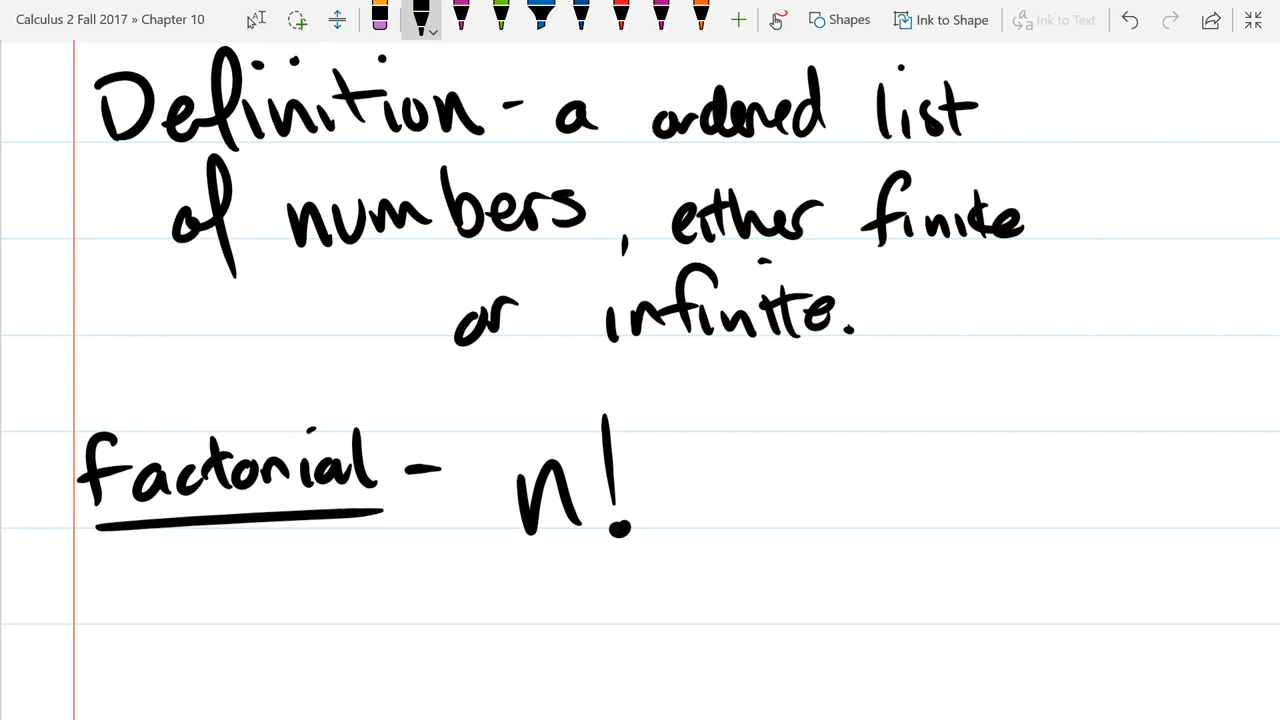 Calculus 2 Fall 2017 » Chapter 10 Shapes Ink to Shape Ink to Text
Definition - a ordered list
of numbers, either finite
or infinite.
factorial - n!